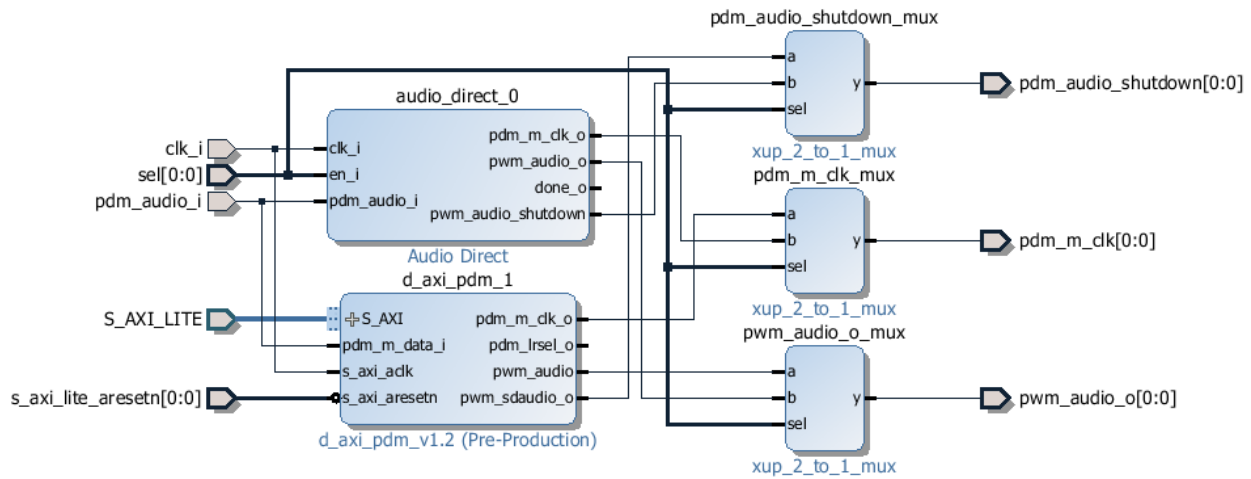 pdm_audio_shutdown_mux
a
b
sel
y
xup_2_to_1_mux
pdm_audio_shutdown[0:0]
audio_direct_0
clk_i
sel[0:0]
pdm_audio_i
clk_i
en_i
pdm_audio_i
pdm_m_clk_o
pwm_audio_o
done_o
pwm_audio_shutdown
Audio Direct
pdm_m_clk_mux
a
b
sel
y
xup_2_to_1_mux
pdm_m_clk[0:0]
d_axi_pdm_1
S_AXI_LITE
s_axi_lite_aresetn[0:0]
S_AXI
pdm_m_data_i
s_axi_aclk
s_axi_aresetn
pdm_m_clk_o
pdm_lrsel_o
pwm_audio
pwm_sdaudio_o
d_axi_pdm_v1.2 (Pre-Production)
pwm_audio_o_mux
a
b
sel
y
xup_2_to_1_mux
pwm_audio_o[0:0]